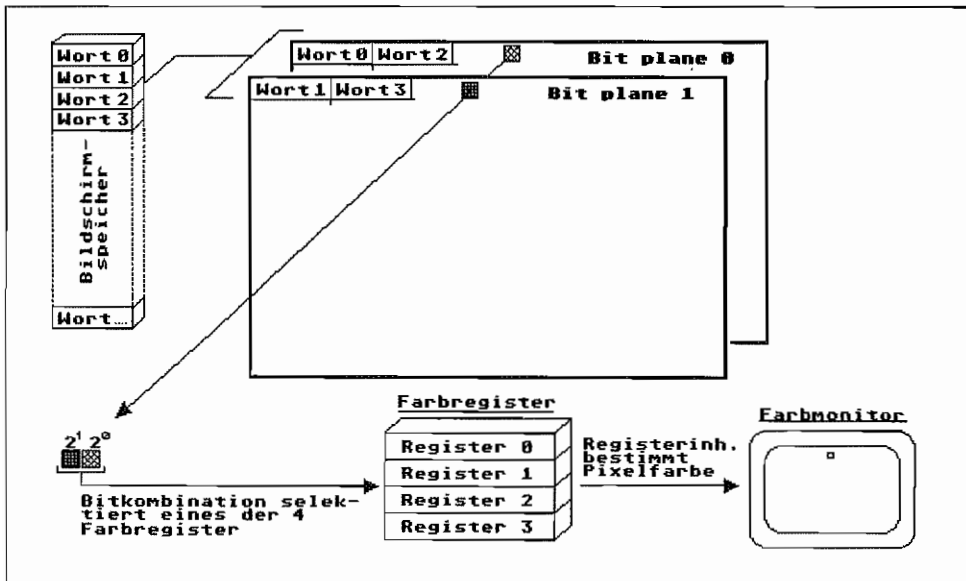 Wort 0
Wort 1
Wort 2
Wort 3
Bildschirm-
speicher
Wort....
Wort0 Wort2
Bit plane 0
Wort1 Wort3
Bit plane 1
2¹ 2⁰
Bitkombination selek-
tiert eines der 4
Farbregister
Farbregister
Register 0
Register 1
Register 2
Register 3
Registerinh.
bestimmt
Pixelfarbe
Farbmonitor